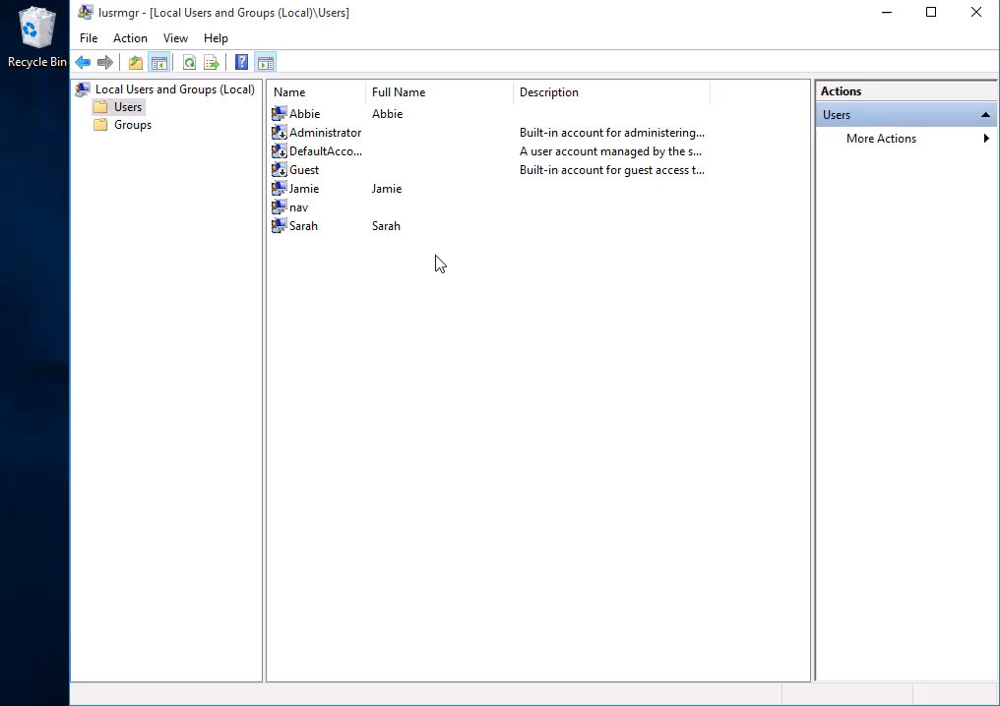 Recycle Bin
lusrmgr - [Local Users and Groups (Local)\Users]
File Action View Help
Local Users and Groups (Local)
Users
Groups
Name Full Name Description
Abbie Abbie
Administrator Built-in account for administering...
DefaultAcco... A user account managed by the s...
Guest Built-in account for guest access t...
Jamie Jamie
nav
Sarah Sarah
Actions
Users
More Actions